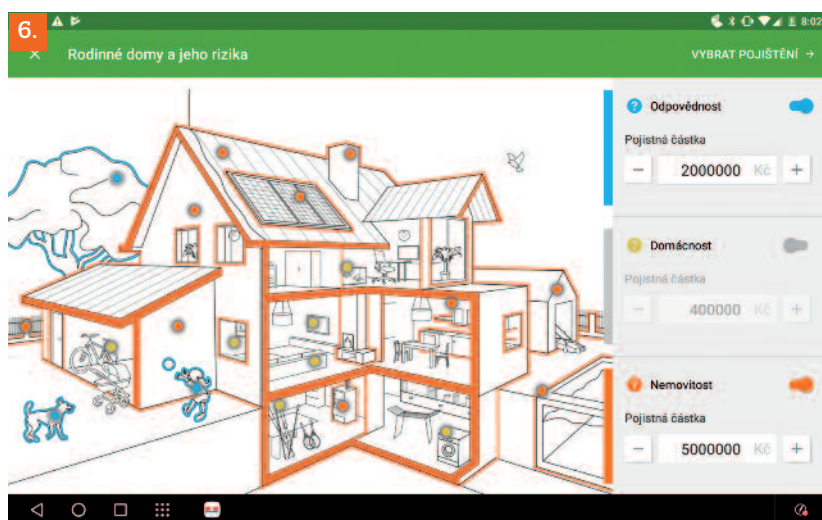 6.
8:02
× Rodinné domy a jeho rizika
VYBRAT POJIŠTĚNÍ →
? Odpovědnost
Pojistná částka
− 2000000 Kč +
? Domácnost
Pojistná částka
− 400000 Kč +
? Nemovitost
Pojistná částka
− 5000000 Kč +